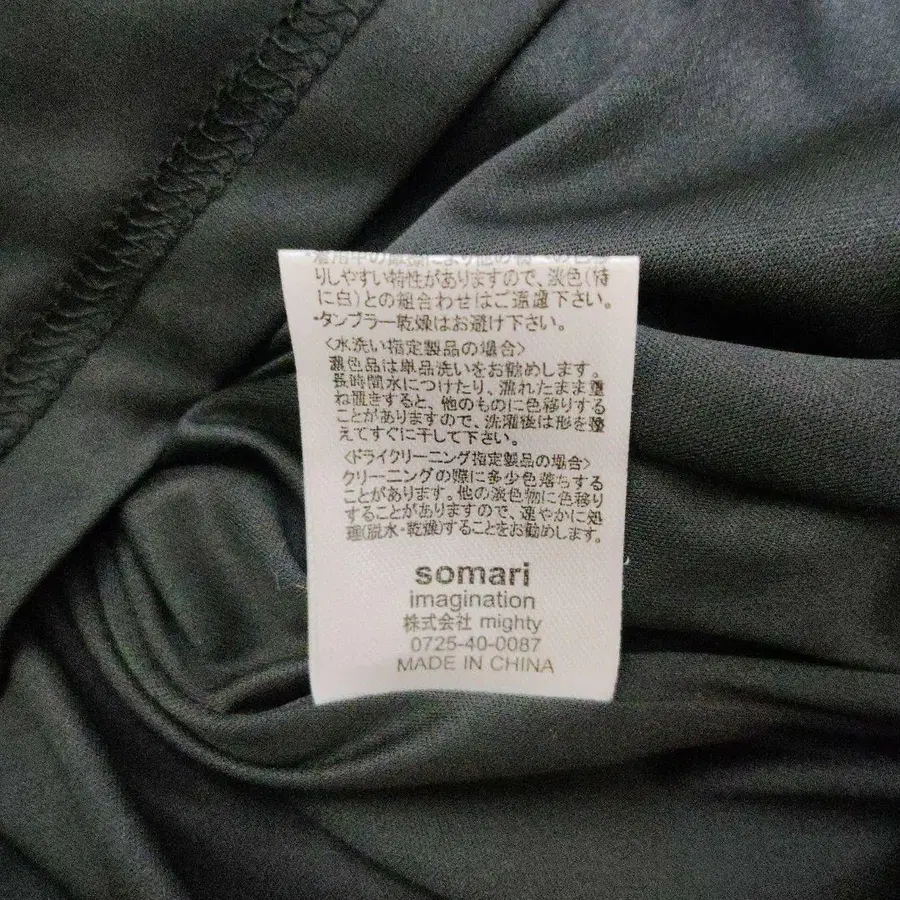 りしやすい特性がありますので、淡色(特
に白)との組合わせはご遠慮下さい。
・タンブラー乾燥はお避け下さい。
〈水洗い指定製品の場合〉
濃色品は単品洗いをお勧めします。
長時間水につけたり、濡れたまま重
ね置きすると、他のものに色移りする
ことがありますので、洗濯後は形を整
えてすぐに干して下さい。
〈ドライクリーニング指定製品の場合〉
クリーニングの際に多少色落ちする
ことがあります。他の淡色物に色移り
することがありますので、速やかに処
理(脱水・乾燥)することをお勧めします。
somari
imagination
株式会社 mighty
0725-40-0087
MADE IN CHINA